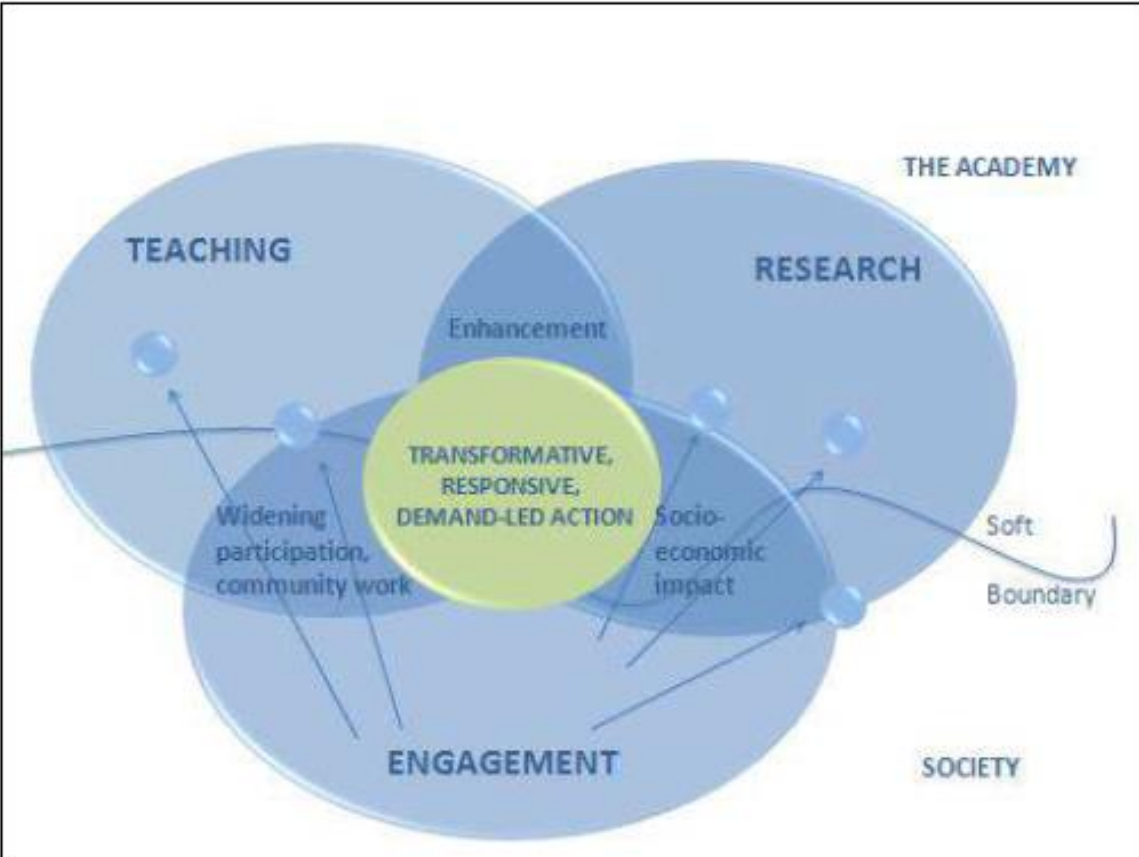 THE ACADEMY
TEACHING
RESEARCH
Enhancement
TRANSFORMATIVE,
RESPONSIVE,
DEMAND-LED ACTION
Widening
participation,
community work
Socio-
economic
impact
Soft
Boundary
ENGAGEMENT
SOCIETY